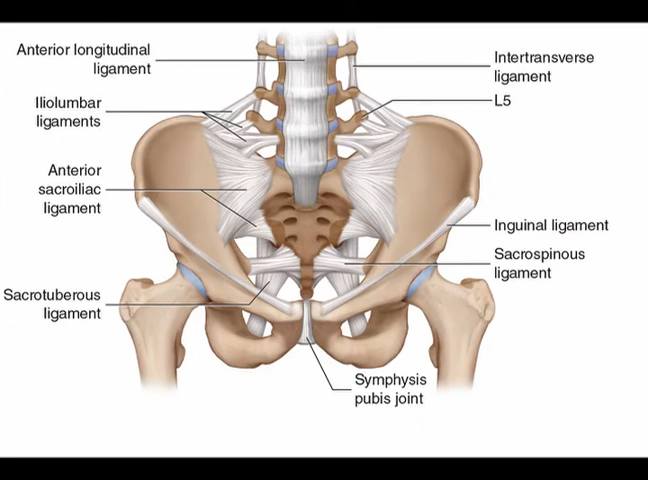 Anterior longitudinal
ligament
Iliolumbar
ligaments
Anterior
sacroiliac
ligament
Sacrotuberous
ligament
Intertransverse
ligament
L5
Inguinal ligament
Sacrospinous
ligament
Symphysis
pubis joint